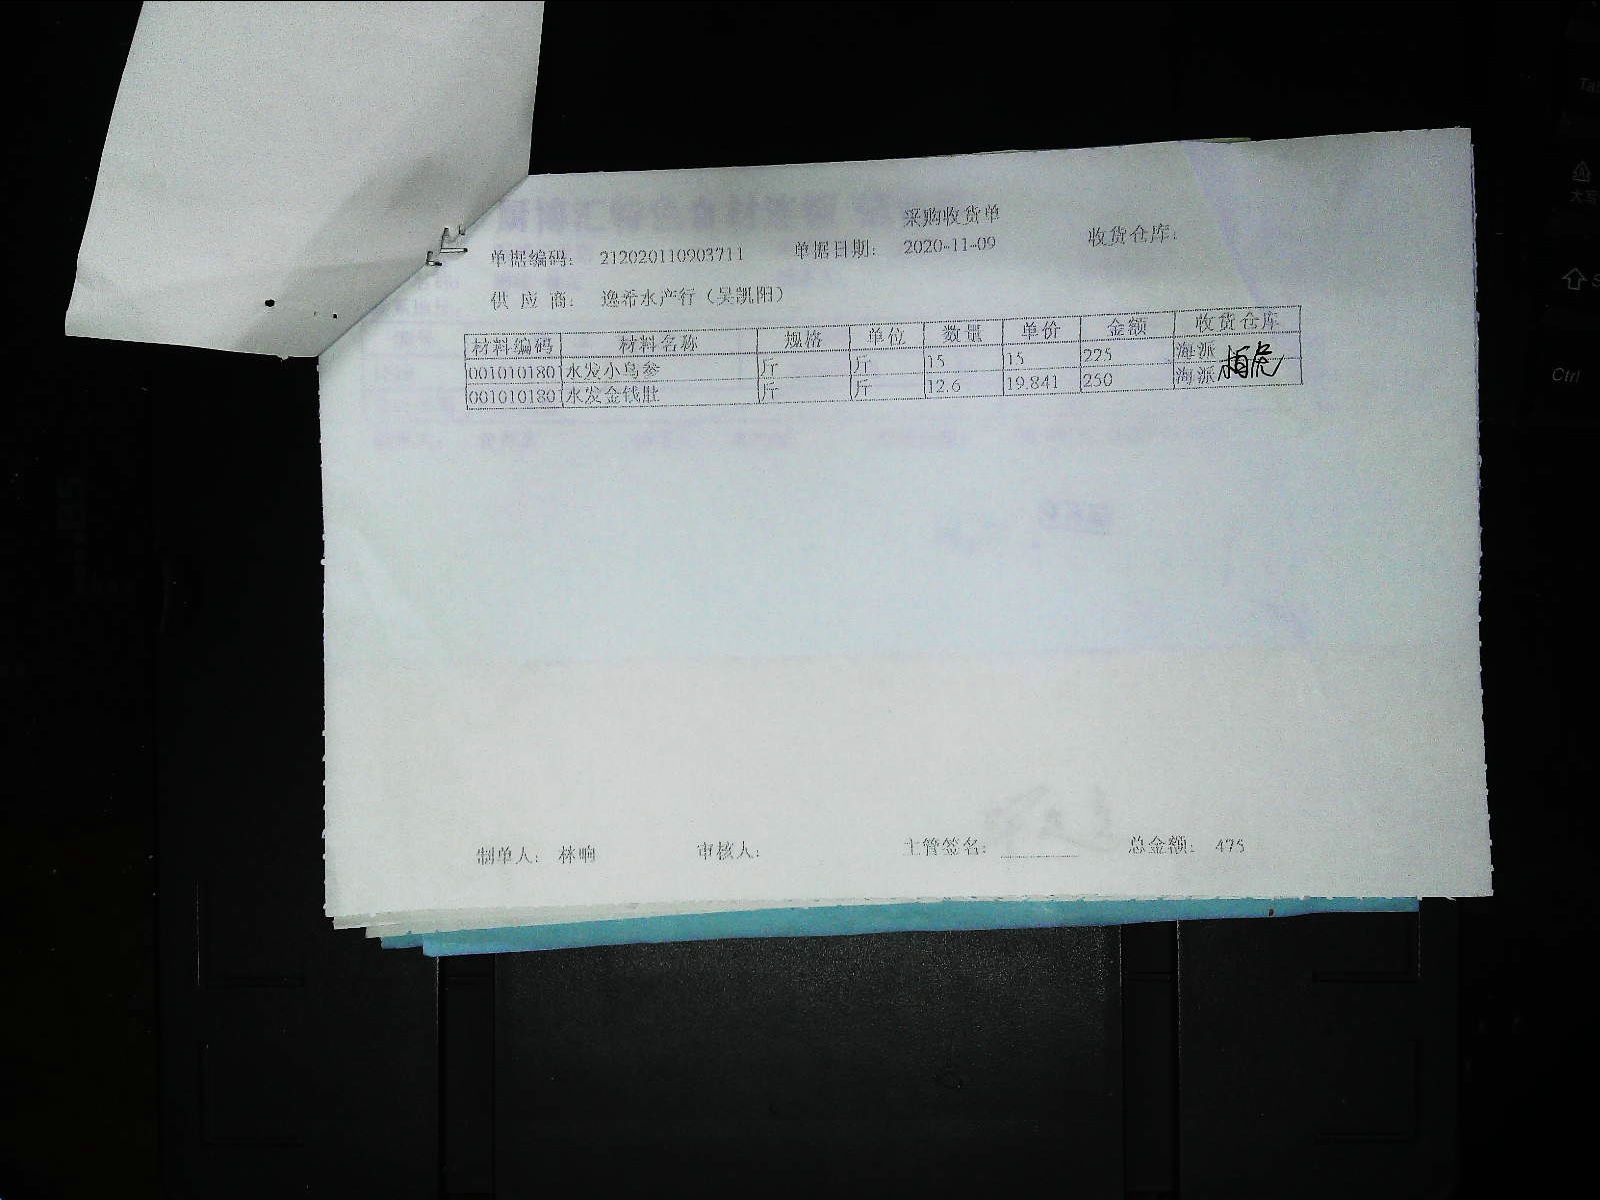 采购收货单
单据编码： 212020110903711 单据日期： 2020-11-09 收货仓库：
供 应 商： 逸希水产行（吴凯阳）
材料编码 材料名称 规格 单位 数量 单价 金额 收货仓库
001010180 水发小乌参 斤 斤 15 15 225 海派
001010180 水发金钱肚 斤 斤 12.6 19.841 250 海派
制单人： 林晌 审核人： 主管签名： 总金额： 475
Ctrl